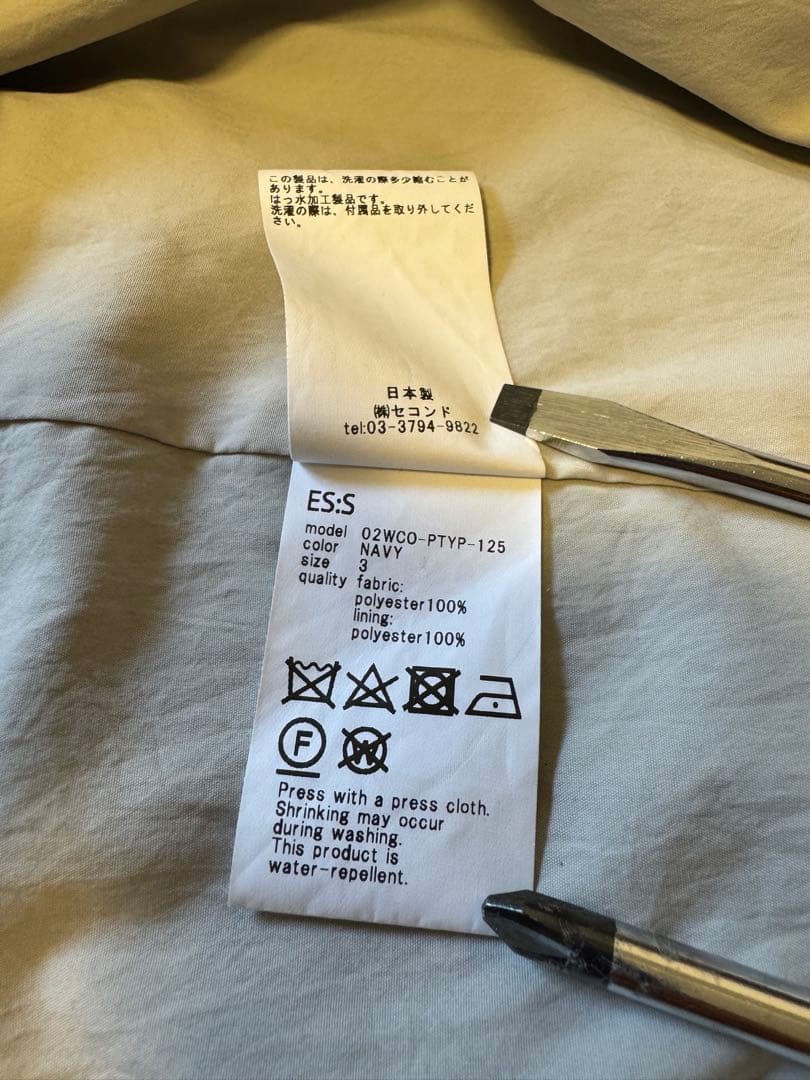 この製品は、洗濯の際多少縮むことが
あります。
はっ水加工製品です。
洗濯の際は、付属品を取り外してくだ
さい。
日本製
㈱セコンド
tel:03-3794-9822
ES:S
model 02WCO-PTYP-125
color NAVY
size 3
quality fabric:
polyester100%
lining:
polyester100%
F W
Press with a press cloth.
Shrinking may occur
during washing.
This product is
water-repellent.